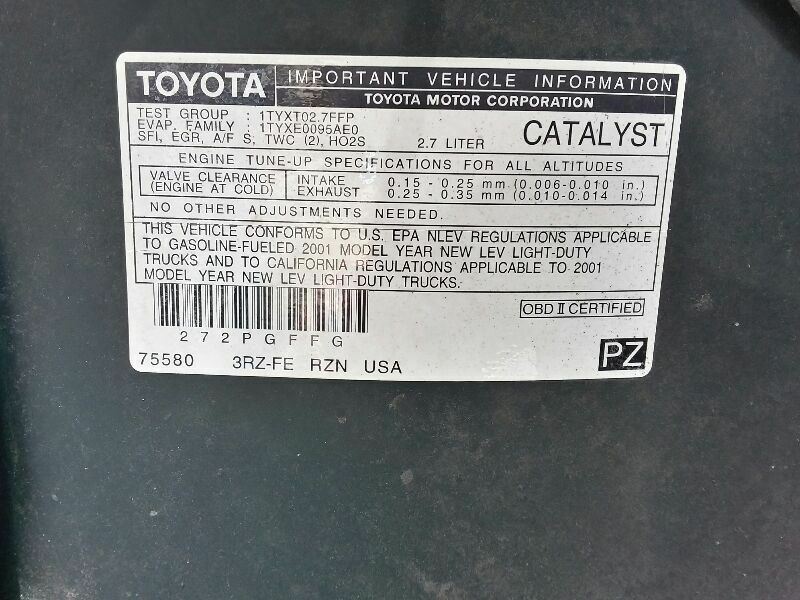 TOYOTA IMPORTANT VEHICLE INFORMATION
TOYOTA MOTOR CORPORATION
TEST GROUP : 1TYXT02.7FFP
EVAP. FAMILY : 1TYXE0095AE0
SFI, EGR, A/F S, TWC (2), HO2S 2.7 LITER CATALYST
ENGINE TUNE-UP SPECIFICATIONS FOR ALL ALTITUDES
VALVE CLEARANCE (ENGINE AT COLD)
INTAKE 0.15 - 0.25 mm (0.006-0.010 in.)
EXHAUST 0.25 - 0.35 mm (0.010-0.014 in.)
NO OTHER ADJUSTMENTS NEEDED.
THIS VEHICLE CONFORMS TO U.S. EPA NLEV REGULATIONS APPLICABLE
TO GASOLINE-FUELED 2001 MODEL YEAR NEW LEV LIGHT-DUTY
TRUCKS AND TO CALIFORNIA REGULATIONS APPLICABLE TO 2001
MODEL YEAR NEW LEV LIGHT-DUTY TRUCKS.
OBD II CERTIFIED
272PGFFG
75580 3RZ-FE RZN USA
PZ